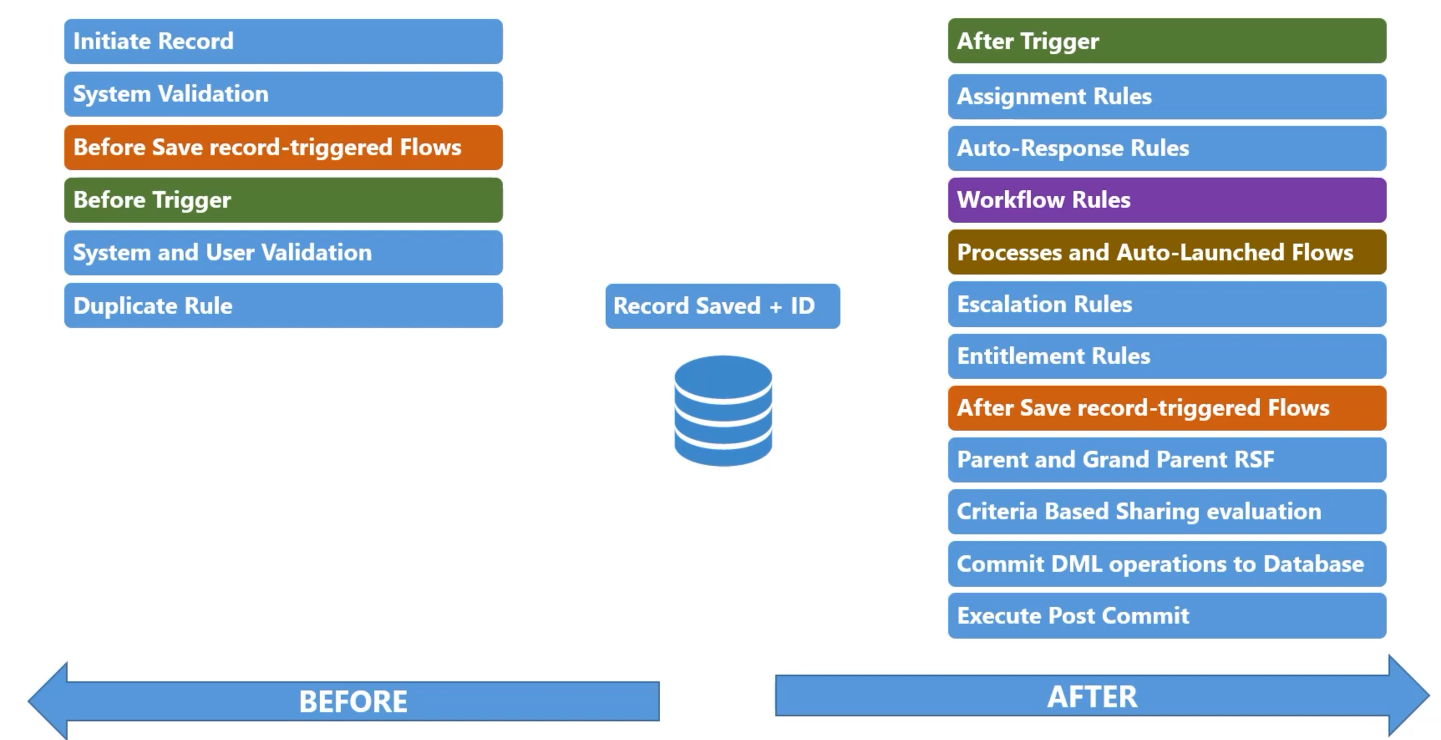 Initiate Record
System Validation
Before Save record-triggered Flows
Before Trigger
System and User Validation
Duplicate Rule
Record Saved + ID
After Trigger
Assignment Rules
Auto-Response Rules
Workflow Rules
Processes and Auto-Launched Flows
Escalation Rules
Entitlement Rules
After Save record-triggered Flows
Parent and Grand Parent RSF
Criteria Based Sharing evaluation
Commit DML operations to Database
Execute Post Commit
BEFORE
AFTER